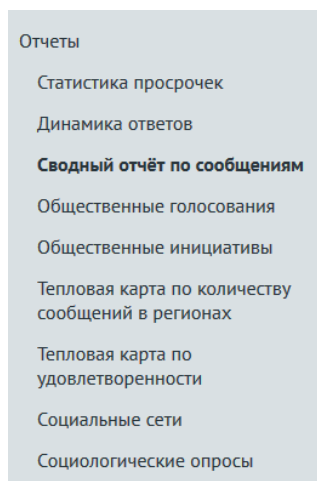 Отчеты
Статистика просрочек
Динамика ответов
Сводный отчёт по сообщениям
Общественные голосования
Общественные инициативы
Тепловая карта по количеству
сообщений в регионах
Тепловая карта по
удовлетворенности
Социальные сети
Социологические опросы